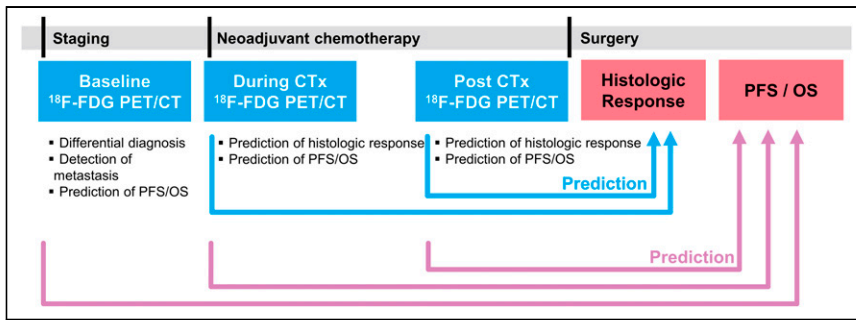 Staging
Neoadjuvant chemotherapy
Surgery
Baseline
¹⁸F-FDG PET/CT
During CTx
¹⁸F-FDG PET/CT
Post CTx
¹⁸F-FDG PET/CT
Histologic
Response
PFS / OS
▪ Differential diagnosis
▪ Detection of
metastasis
▪ Prediction of PFS/OS
▪ Prediction of histologic response
▪ Prediction of PFS/OS
▪ Prediction of histologic response
▪ Prediction of PFS/OS
Prediction
Prediction